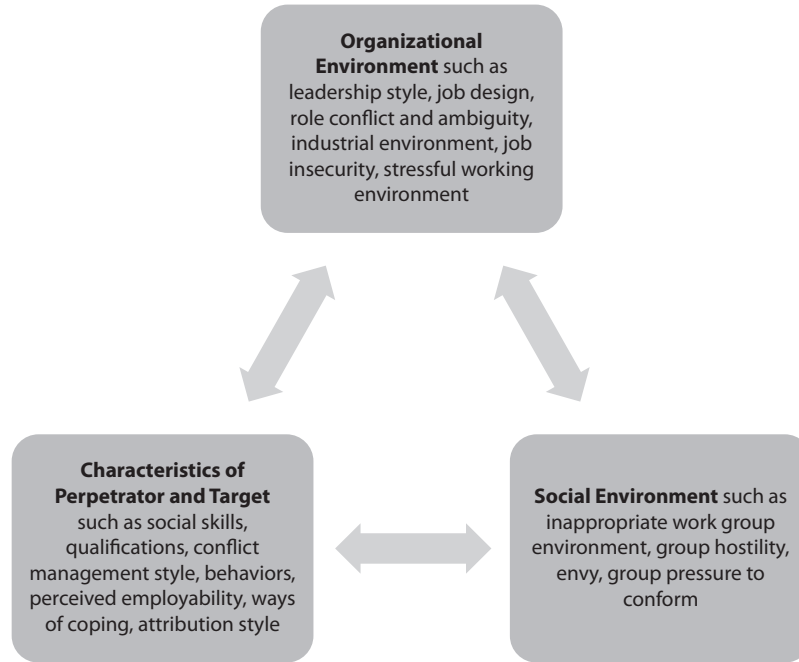 Organizational
Environment such as
leadership style, job design,
role conflict and ambiguity,
industrial environment, job
insecurity, stressful working
environment
Characteristics of
Perpetrator and Target
such as social skills,
qualifications, conflict
management style, behaviors,
perceived employability, ways
of coping, attribution style
Social Environment such as
inappropriate work group
environment, group hostility,
envy, group pressure to
conform